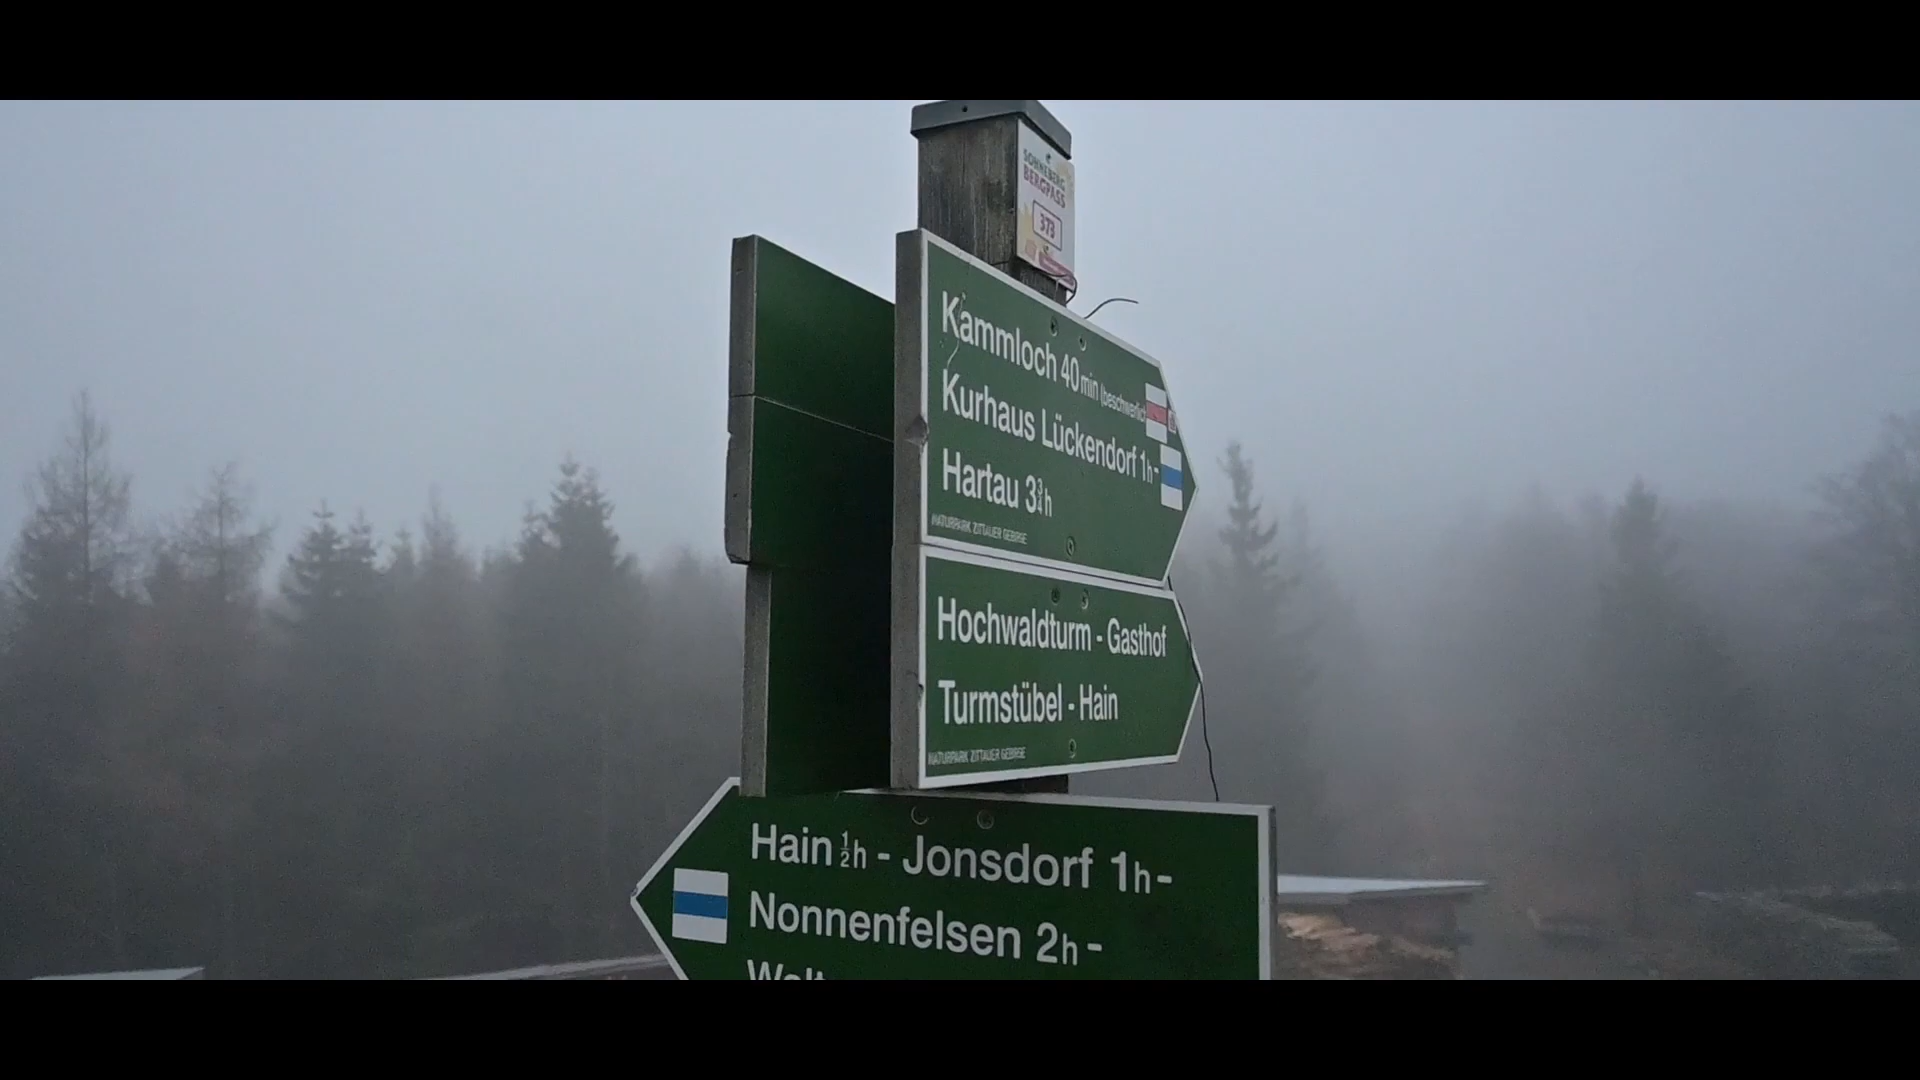 SONNEBERG
BERGPASS
373
Kammloch 40 min (beschwerlich
Kurhaus Lückendorf 1h-
Hartau 3¾h
NATURPARK ZITTAUER GEBIRGE
Hochwaldturm - Gasthof
Turmstübel - Hain
NATURPARK ZITTAUER GEBIRGE
Hain ½h - Jonsdorf 1h-
Nonnenfelsen 2h-